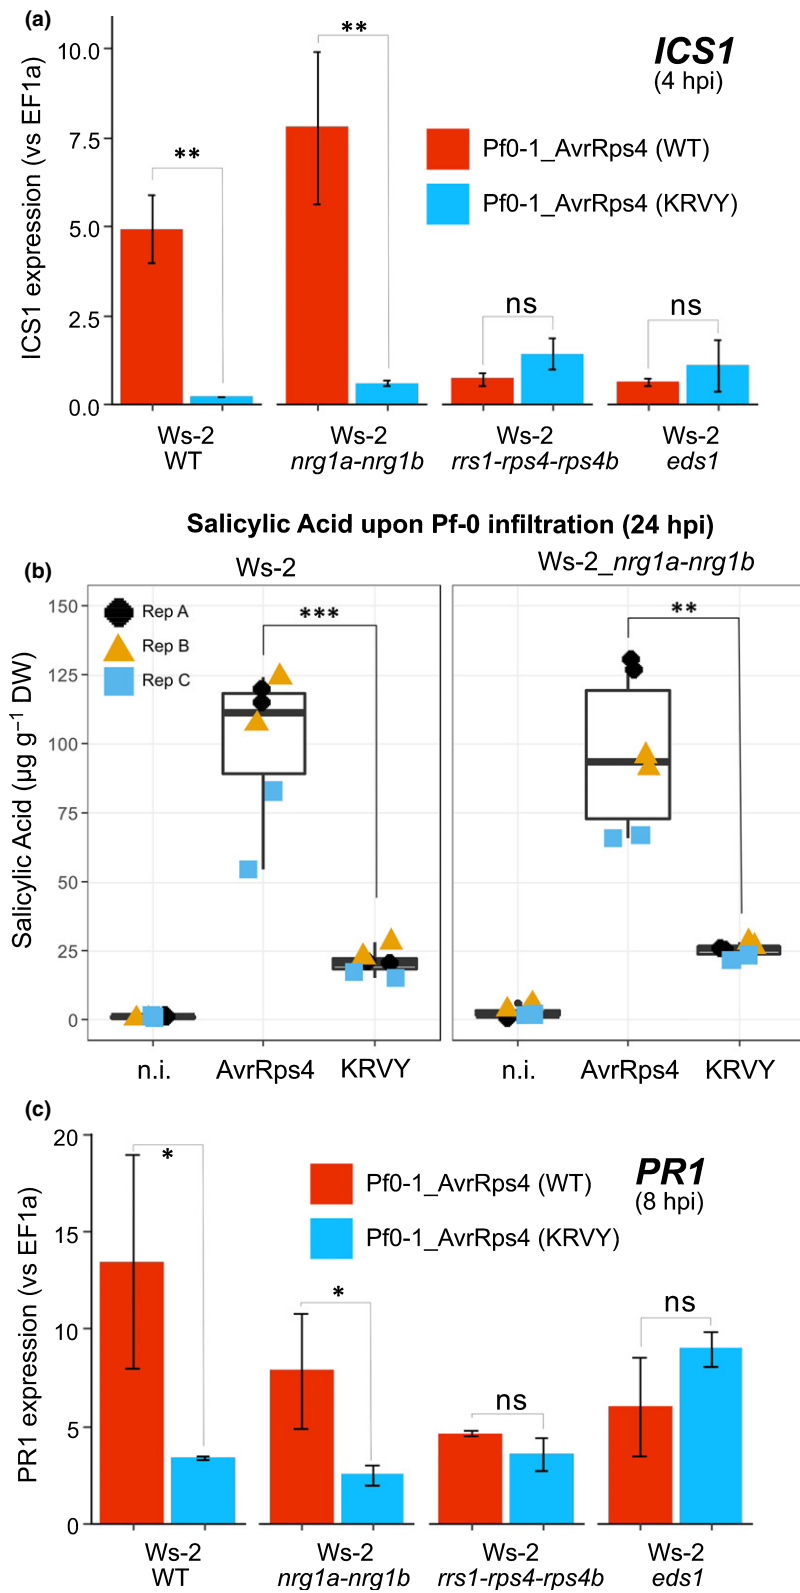 (a)
ICS1 expression (vs EF1a)
10.0
7.5
5.0
2.5
0.0
**
**
ns
ns
ICS1
(4 hpi)
Pf0-1_AvrRps4 (WT)
Pf0-1_AvrRps4 (KRVY)
Ws-2
WT
Ws-2
nrg1a-nrg1b
Ws-2
rrs1-rps4-rps4b
Ws-2
eds1
Salicylic Acid upon Pf-0 infiltration (24 hpi)
(b)
Ws-2
Ws-2_nrg1a-nrg1b
Salicylic Acid (µg g⁻¹ DW)
150
125
100
75
50
25
0
Rep A
Rep B
Rep C
***
**
n.i.
AvrRps4
KRVY
n.i.
AvrRps4
KRVY
(c)
PR1 expression (vs EF1a)
20
15
10
5
0
*
*
ns
ns
PR1
(8 hpi)
Pf0-1_AvrRps4 (WT)
Pf0-1_AvrRps4 (KRVY)
Ws-2
WT
Ws-2
nrg1a-nrg1b
Ws-2
rrs1-rps4-rps4b
Ws-2
eds1